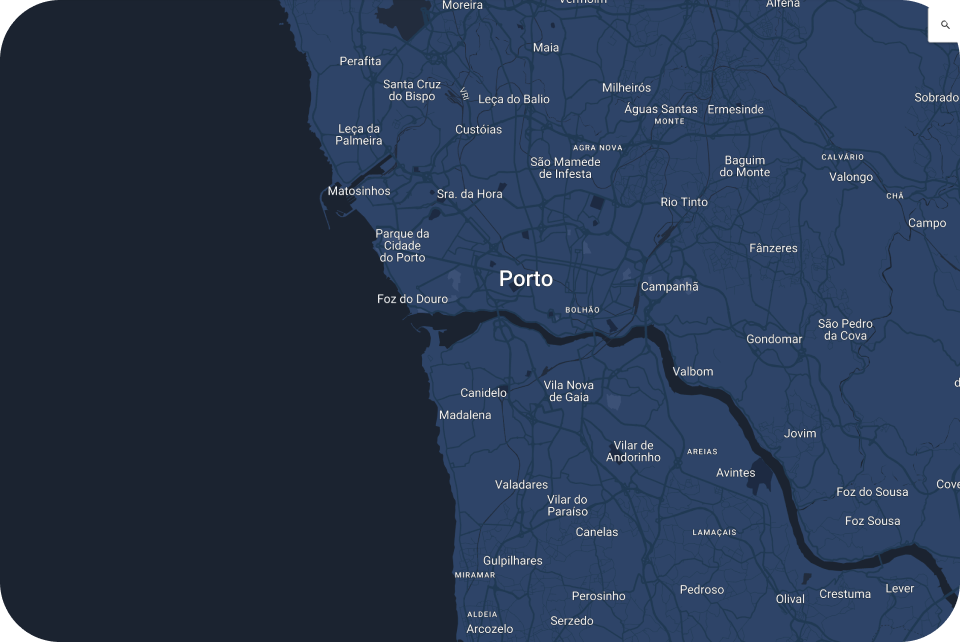 Moreira
Vermoim
Alfena
Maia
Perafita
Santa Cruz
do Bispo
VRI
Leça do Balio
Milheirós
Sobrado
Águas Santas
Ermesinde
MONTE
Leça da
Palmeira
Custóias
AGRA NOVA
São Mamede
de Infesta
Baguim
do Monte
CALVÁRIO
Valongo
Matosinhos
Sra. da Hora
Rio Tinto
CHÃ
Campo
Parque da
Cidade
do Porto
Fânzeres
Porto
Campanhã
Foz do Douro
BOLHÃO
São Pedro
da Cova
Gondomar
Valbom
Canidelo
Vila Nova
de Gaia
Madalena
Jovim
Vilar de
Andorinho
AREIAS
Avintes
Valadares
Foz do Sousa
Cove
Vilar do
Paraíso
Foz Sousa
Canelas
LAMAÇAIS
Gulpilhares
MIRAMAR
Perosinho
Pedroso
Olival
Crestuma
Lever
ALDEIA
Arcozelo
Serzedo